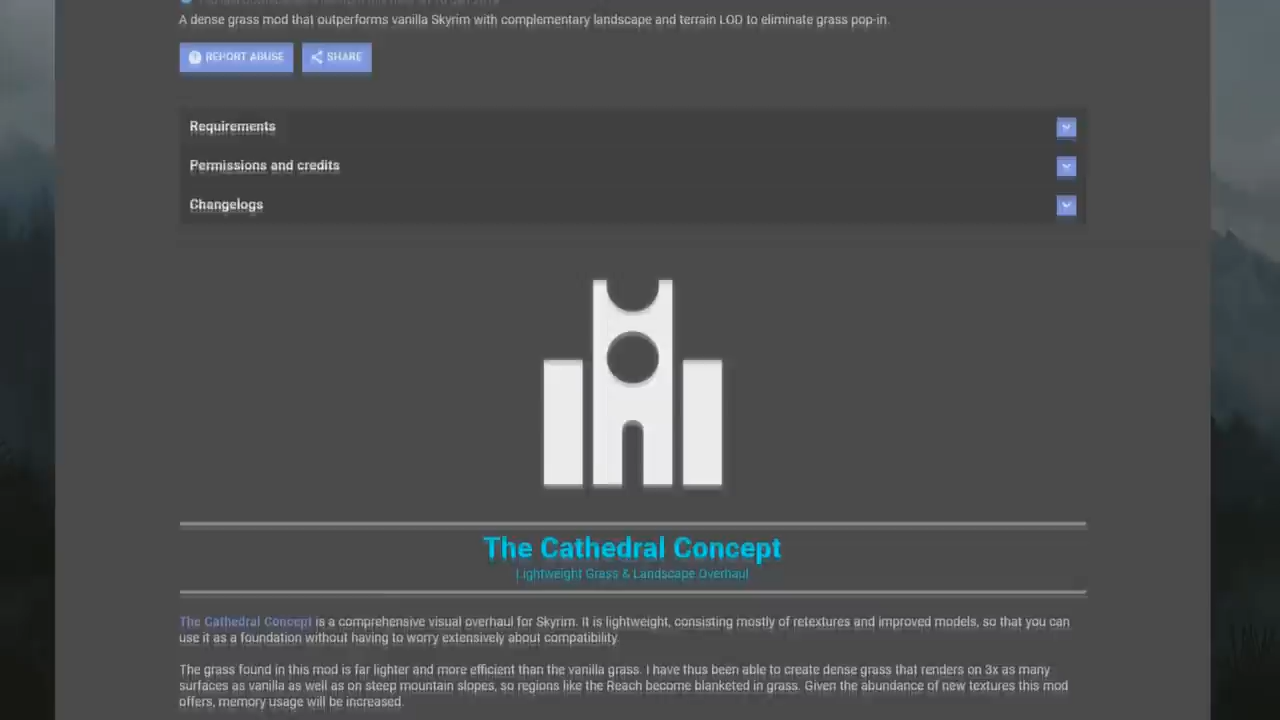 A dense grass mod that outperforms vanilla Skyrim with complementary landscape and terrain LOD to eliminate grass pop-in.
REPORT ABUSE SHARE
Requirements
Permissions and credits
Changelogs
The Cathedral Concept
Lightweight Grass & Landscape Overhaul
The Cathedral Concept is a comprehensive visual overhaul for Skyrim. It is lightweight, consisting mostly of retextures and improved models, so that you can
use it as a foundation without having to worry extensively about compatibility.
The grass found in this mod is far lighter and more efficient than the vanilla grass. I have thus been able to create dense grass that renders on 3x as many
surfaces as vanilla as well as on steep mountain slopes, so regions like the Reach become blanketed in grass. Given the abundance of new textures this mod
offers, memory usage will be increased.